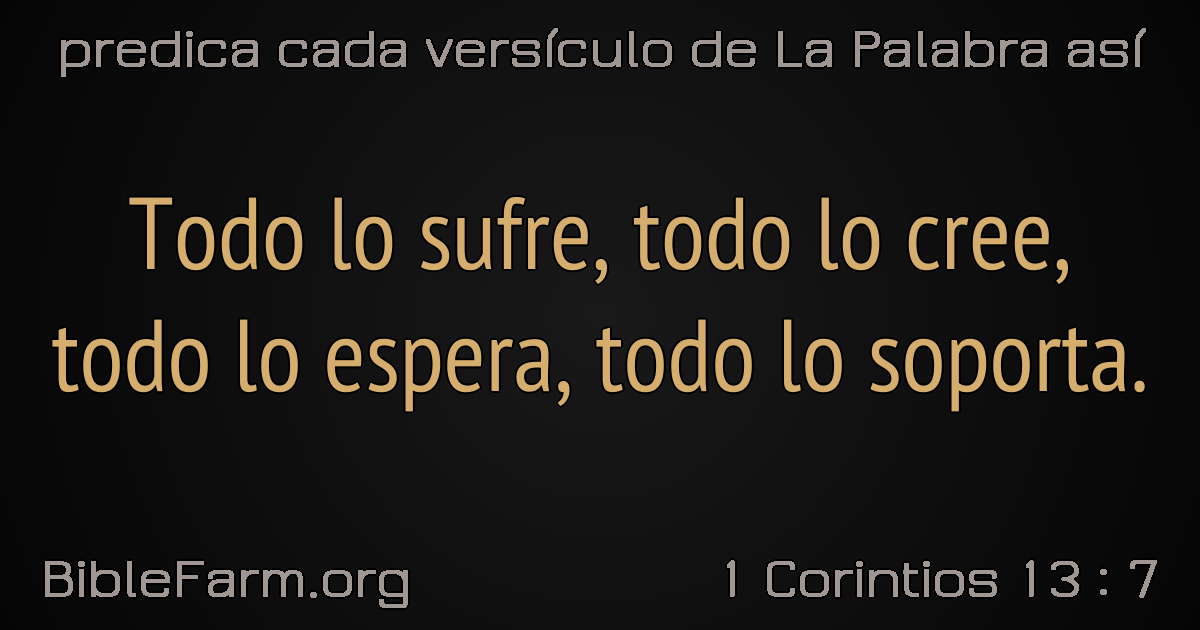 predica cada versículo de La Palabra así
Todo lo sufre, todo lo cree,
todo lo espera, todo lo soporta.
BibleFarm.org
1 Corintios 13 : 7